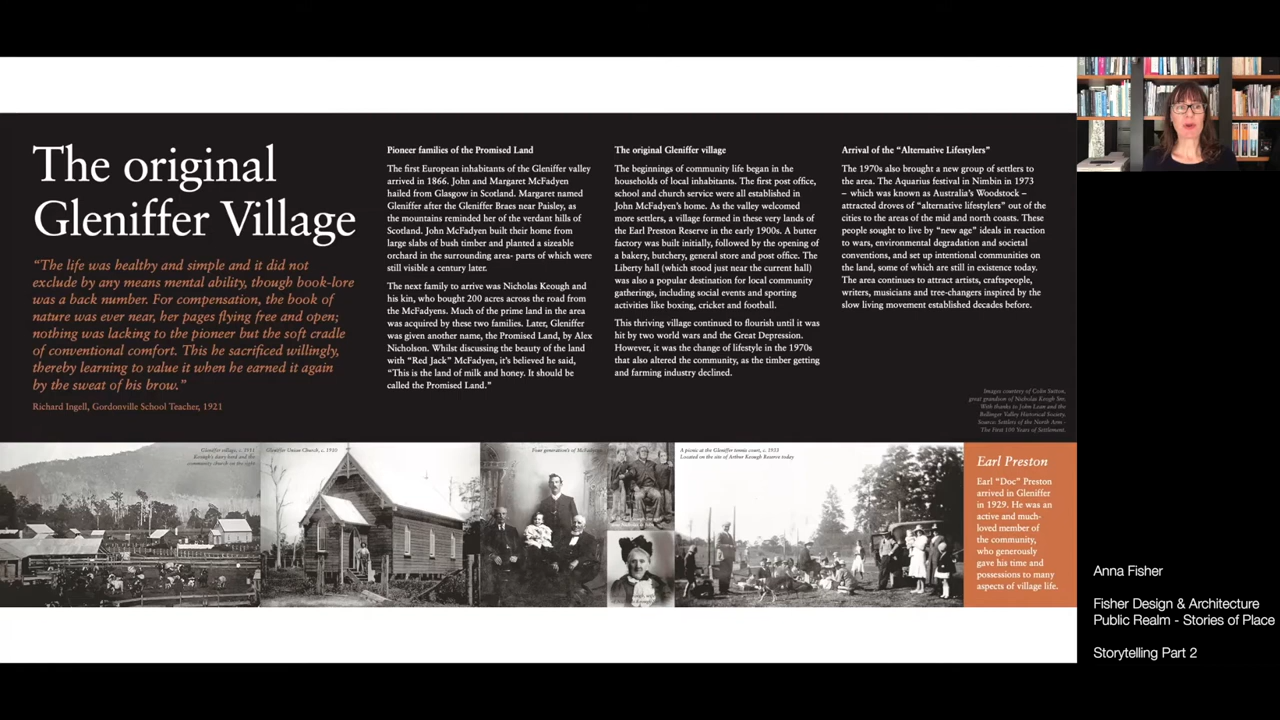 The original
Gleniffer Village
“The life was healthy and simple and it did not
exclude by any means mental ability, though book-lore
was a back number. For compensation, the book of
nature was ever near, her pages flying free and open;
nothing was lacking to the pioneer but the soft cradle
of conventional comfort. This he sacrificed willingly,
thereby learning to value it when he earned it again
by the sweat of his brow.”
Richard Ingell, Gordonville School Teacher, 1921
Pioneer families of the Promised Land
The first European inhabitants of the Gleniffer valley
arrived in 1866. John and Margaret McFadyen
hailed from Glasgow in Scotland. Margaret named
Gleniffer after the Gleniffer Braes near Paisley, as
the mountains reminded her of the verdant hills of
Scotland. John McFadyen built their home from
large slabs of bush timber and planted a sizeable
orchard in the surrounding area- parts of which were
still visible a century later.
The next family to arrive was Nicholas Keough and
his kin, who bought 200 acres across the road from
the McFadyens. Much of the prime land in the area
was acquired by these two families. Later, Gleniffer
was given another name, the Promised Land, by Alex
Nicholson. Whilst discussing the beauty of the land
with “Red Jack” McFadyen, it’s believed he said,
“This is the land of milk and honey. It should be
called the Promised Land.”
The original Gleniffer village
The beginnings of community life began in the
households of local inhabitants. The first post office,
school and church service were all established in
John McFadyen’s home. As the valley welcomed
more settlers, a village formed in these very lands of
the Earl Preston Reserve in the early 1900s. A butter
factory was built initially, followed by the opening of
a bakery, butchery, general store and post office. The
Liberty hall (which stood just near the current hall)
was also a popular destination for local community
gatherings, including social events and sporting
activities like boxing, cricket and football.
This thriving village continued to flourish until it was
hit by two world wars and the Great Depression.
However, it was the change of lifestyle in the 1970s
that also altered the community, as the timber getting
and farming industry declined.
Arrival of the “Alternative Lifestylers”
The 1970s also brought a new group of settlers to
the area. The Aquarius festival in Nimbin in 1973
– which was known as Australia’s Woodstock –
attracted droves of “alternative lifestylers” out of the
cities to the areas of the mid and north coasts. These
people sought to live by “new age” ideals in reaction
to wars, environmental degradation and societal
conventions, and set up intentional communities on
the land, some of which are still in existence today.
The area continues to attract artists, craftspeople,
writers, musicians and tree-changers inspired by the
slow living movement established decades before.
Images courtesy of Colin Sutton,
great grandson of Nicholas Keogh Snr.
With thanks to John Lean and the
Bellinger Valley Historical Society.
Source: Settlers of the North Arm -
The First 100 Years of Settlement.
Gleniffer village, c. 1911
Keough's dairy herd and the
community church on the right
Gleniffer Union Church, c. 1910
Four generation's of McFadyen
A picnic at the Gleniffer tennis court, c. 1933
Located on the site of Arthur Keough Reserve today
Earl Preston
Earl “Doc” Preston
arrived in Gleniffer
in 1929. He was an
active and much-
loved member of
the community,
who generously
gave his time and
possessions to many
aspects of village life.
Anna Fisher
Fisher Design & Architecture
Public Realm - Stories of Place
Storytelling Part 2